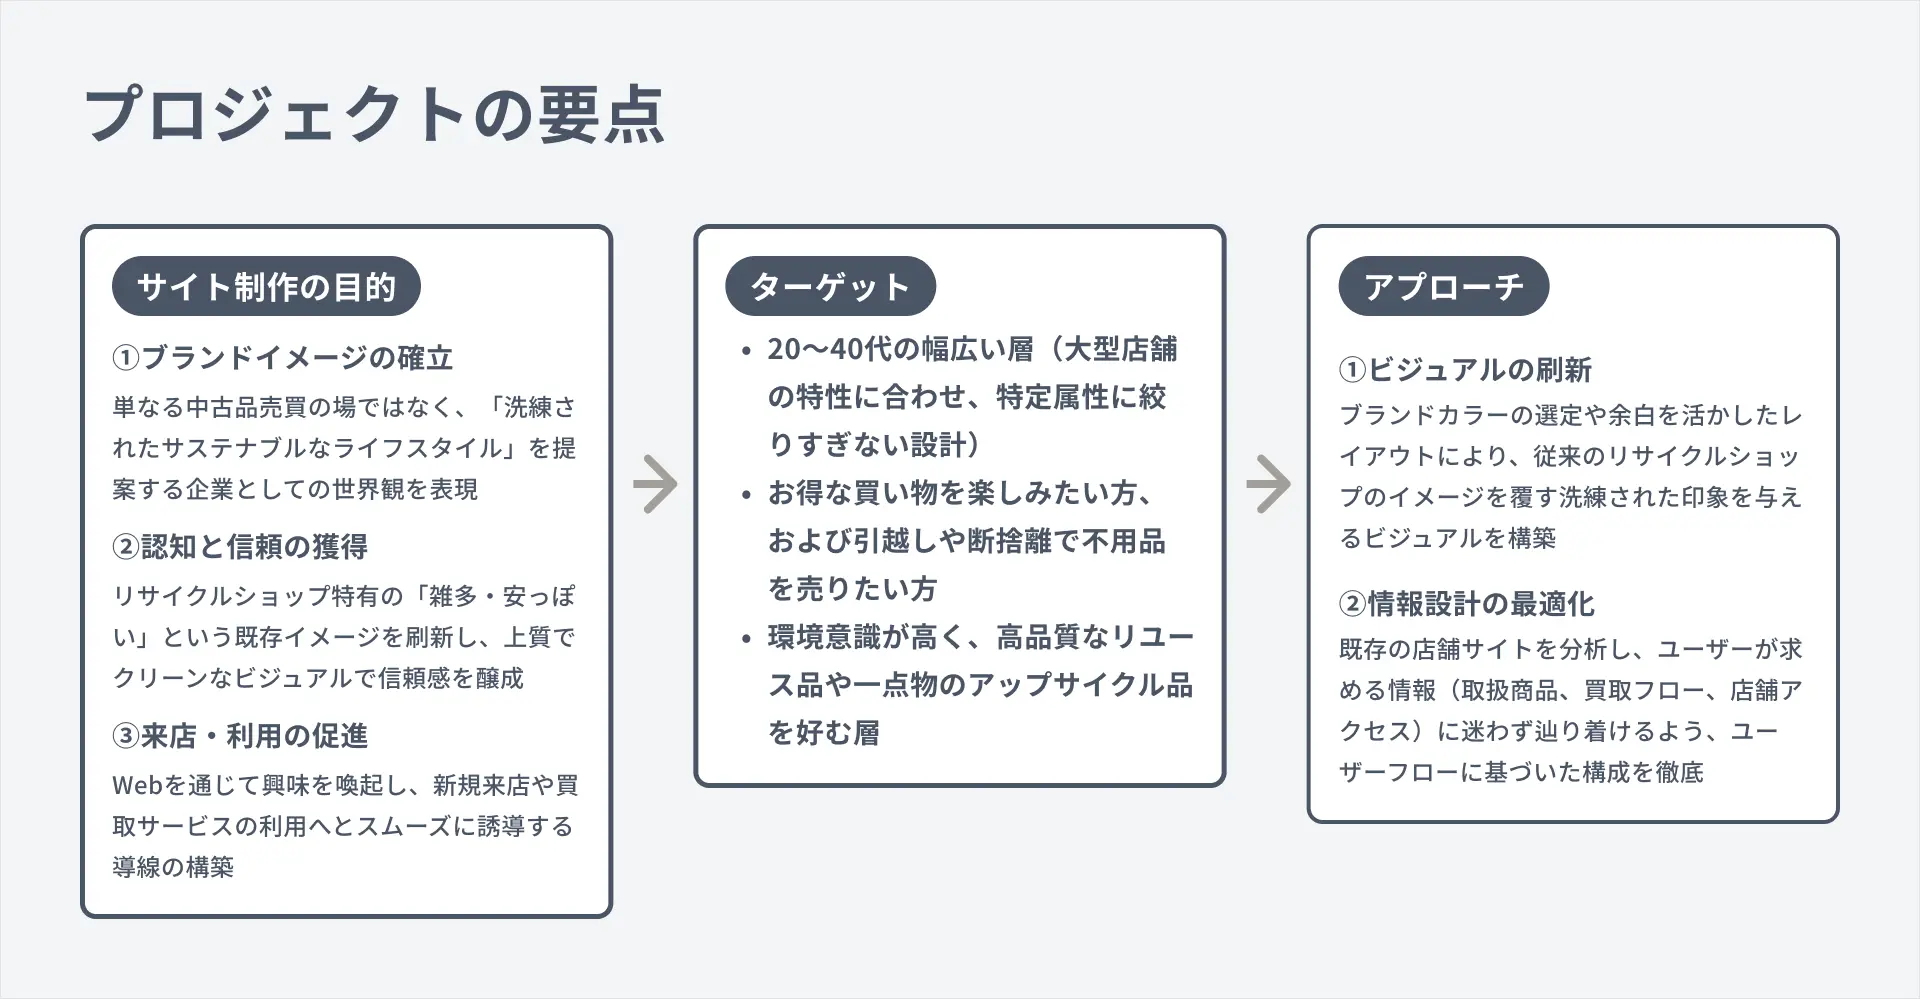 プロジェクトの要点
サイト制作の目的
①ブランドイメージの確立
単なる中古品売買の場ではなく、「洗練さ
れたサステナブルなライフスタイル」を提
案する企業としての世界観を表現
②認知と信頼の獲得
リサイクルショップ特有の「雑多・安っぽ
い」という既存イメージを刷新し、上質で
クリーンなビジュアルで信頼感を醸成
③来店・利用の促進
Webを通じて興味を喚起し、新規来店や買
取サービスの利用へとスムーズに誘導する
導線の構築
ターゲット
• 20〜40代の幅広い層（大型店舗
の特性に合わせ、特定属性に絞
りすぎない設計）
• お得な買い物を楽しみたい方、
および引越しや断捨離で不用品
を売りたい方
• 環境意識が高く、高品質なリユー
ス品や一点物のアップサイクル品
を好む層
アプローチ
①ビジュアルの刷新
ブランドカラーの選定や余白を活かしたレ
イアウトにより、従来のリサイクルショッ
プのイメージを覆す洗練された印象を与え
るビジュアルを構築
②情報設計の最適化
既存の店舗サイトを分析し、ユーザーが求
める情報（取扱商品、買取フロー、店舗ア
クセス）に迷わず辿り着けるよう、ユー
ザーフローに基づいた構成を徹底